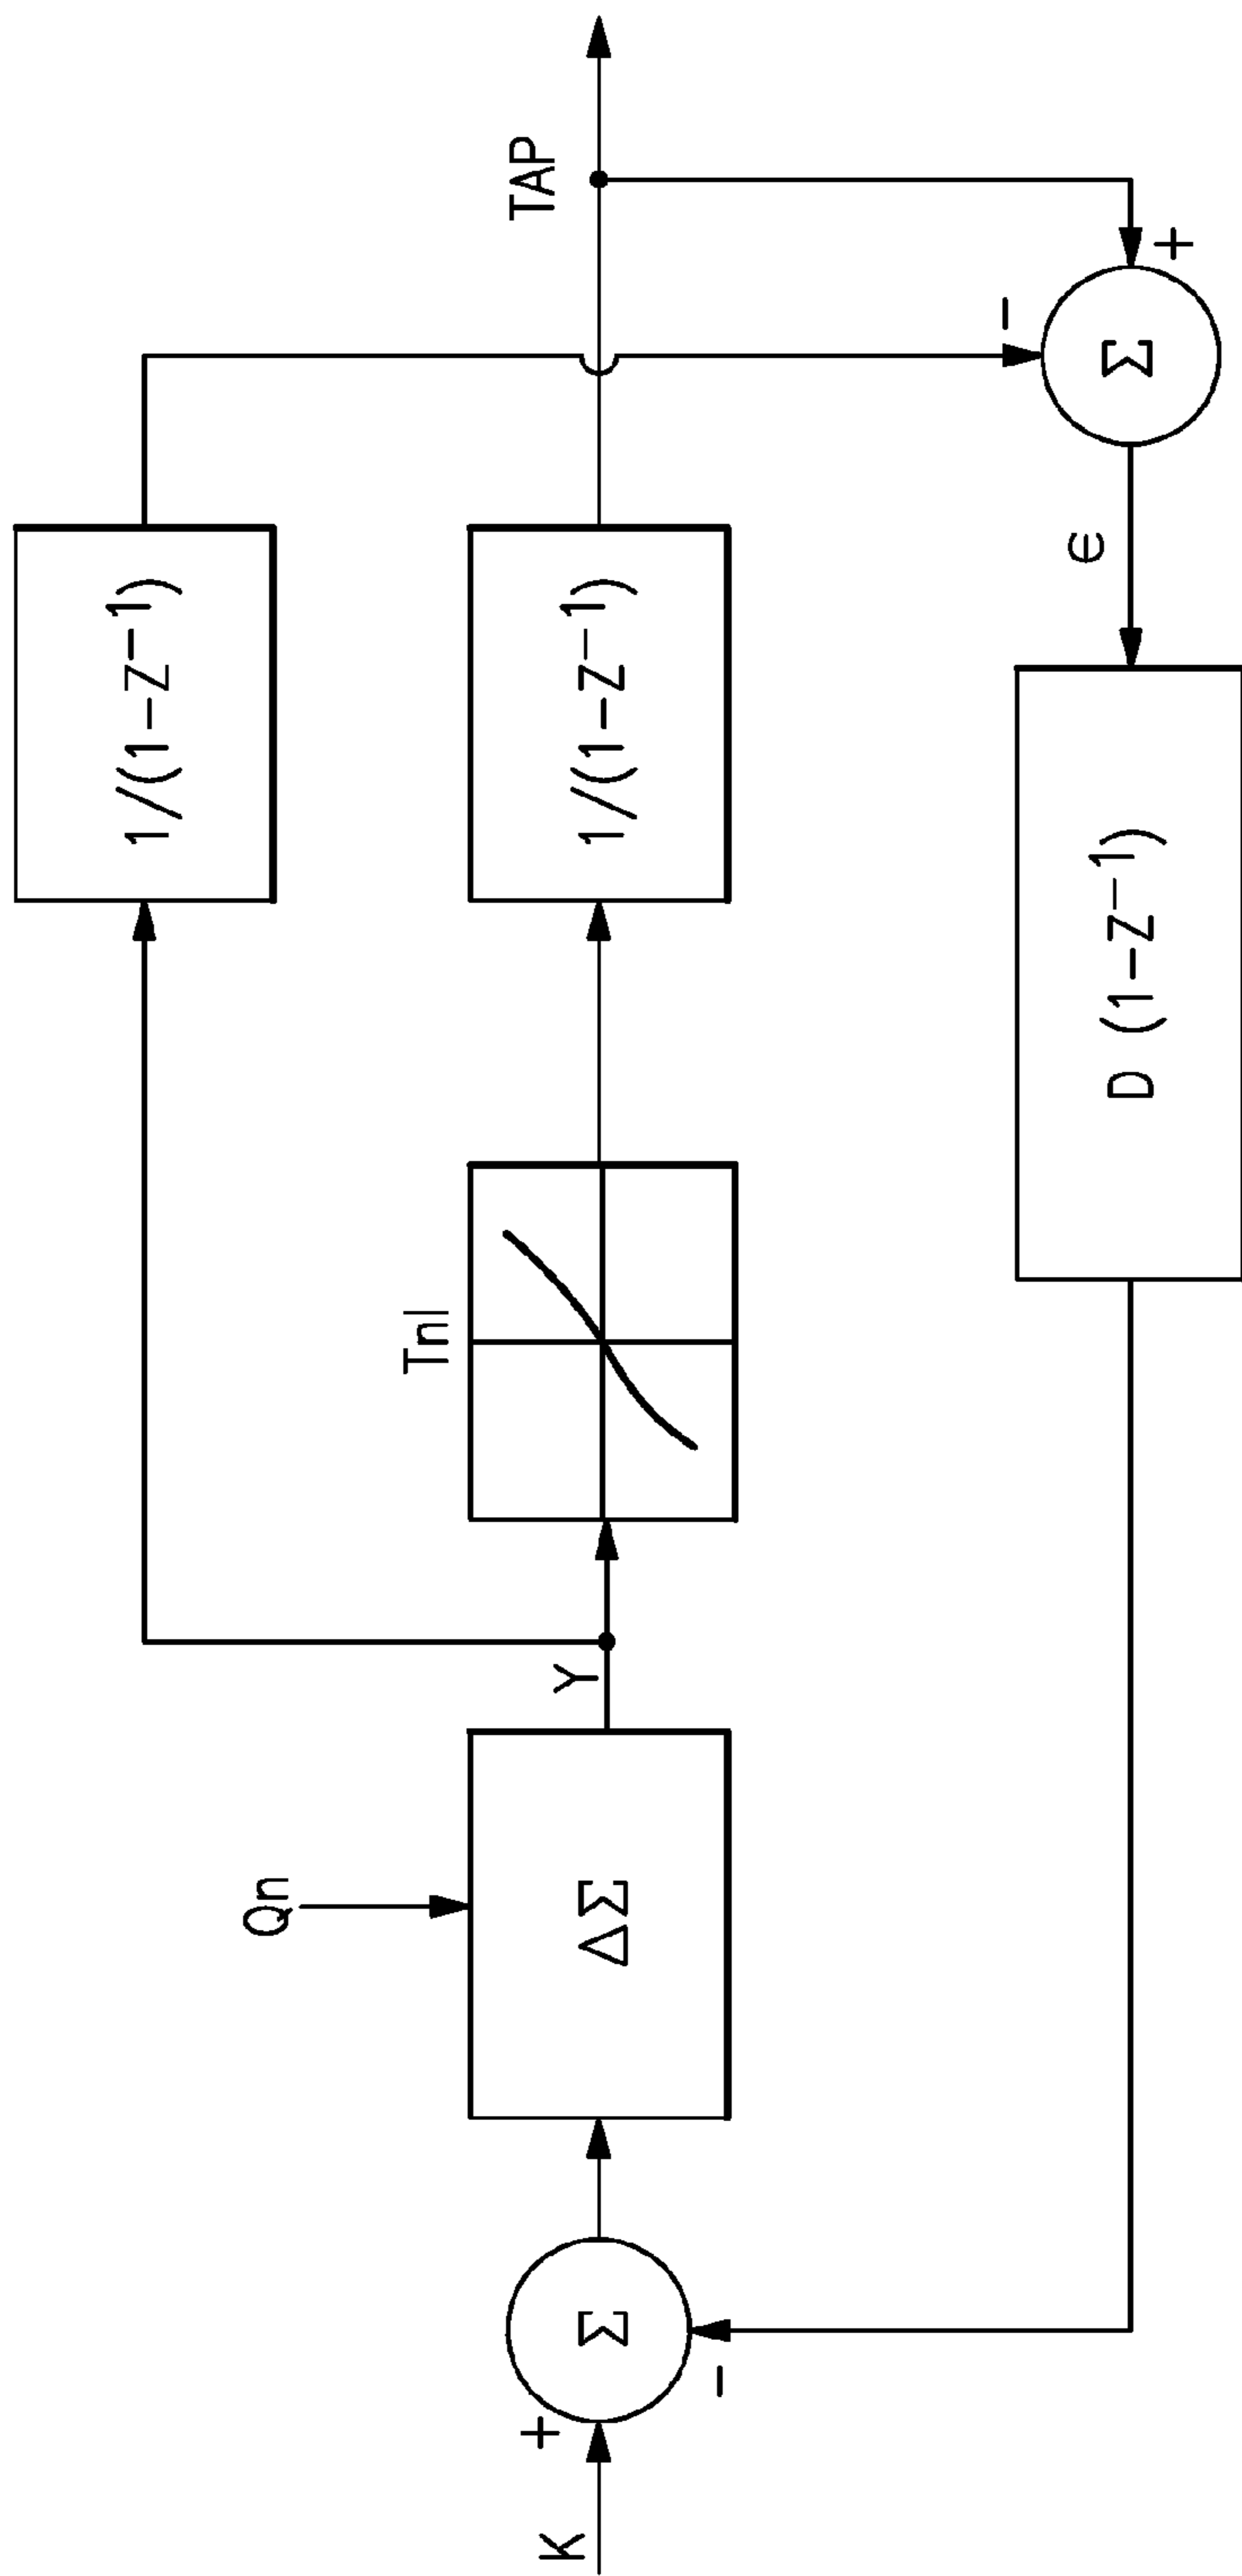 1/(1-Z⁻¹)
Qn
Tnl
TAP
K
+
Σ
ΔΣ
Y
1/(1-Z⁻¹)
-
-
+
D (1-Z⁻¹)
ϵ
Σ